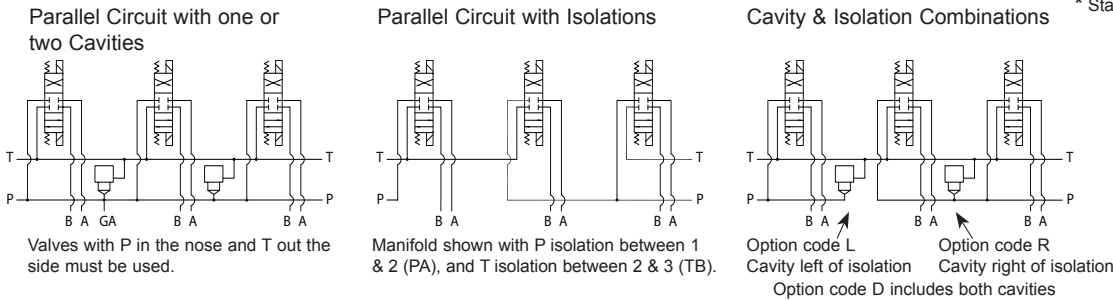 Parallel Circuit with one or
two Cavities
T
T
P
P
B A GA
B A
B A
Valves with P in the nose and T out the
side must be used.
Parallel Circuit with Isolations
T
T
P
P
B A
B A
B A
Manifold shown with P isolation between 1
& 2 (PA), and T isolation between 2 & 3 (TB).
Cavity & Isolation Combinations
* Sta
T
T
P
P
B A
B A
B A
Option code L
Cavity left of isolation
Option code R
Cavity right of isolation
Option code D includes both cavities